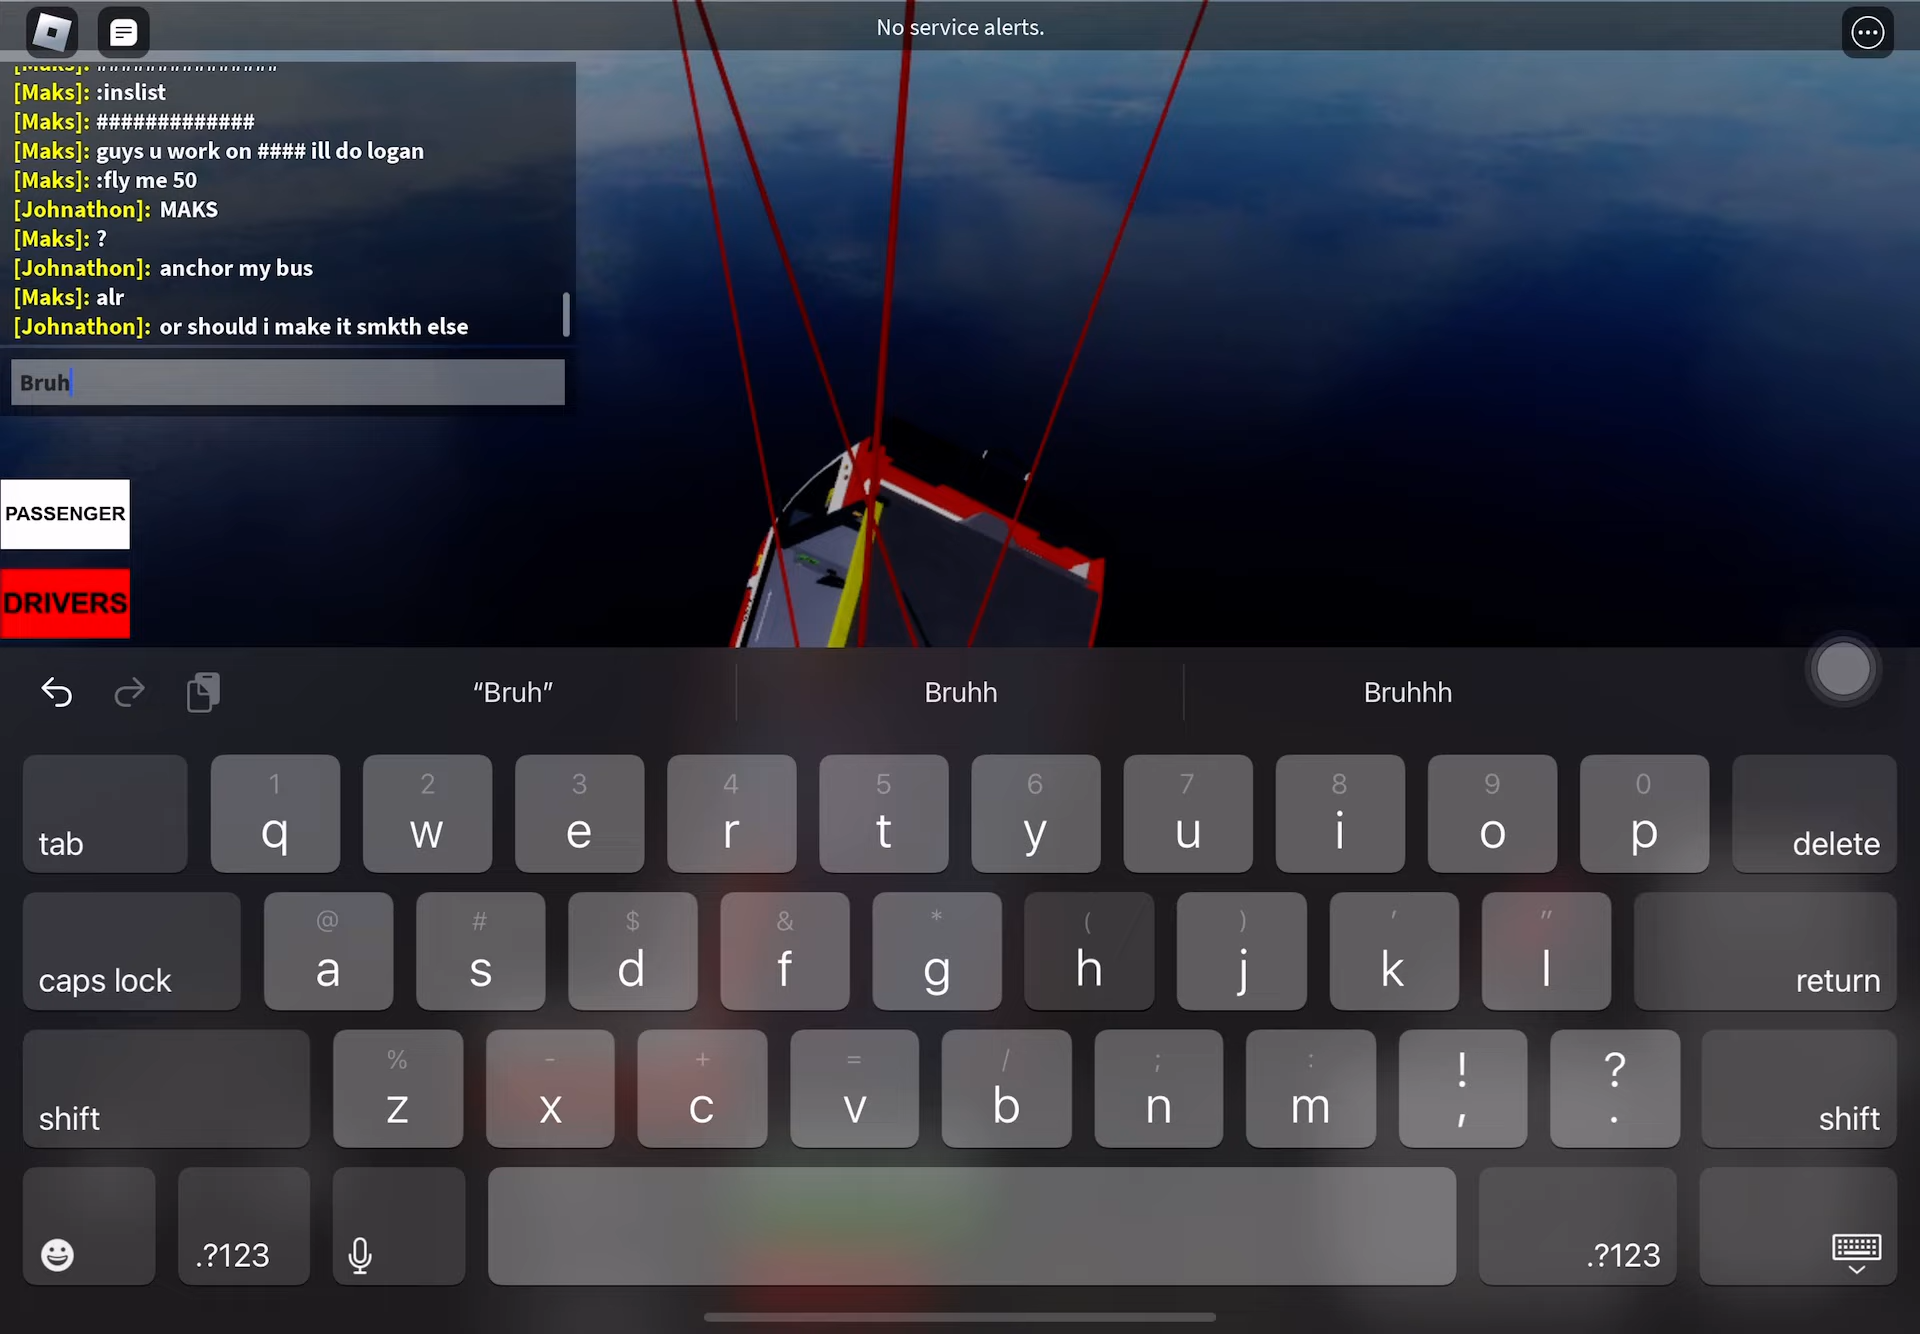 No service alerts.
[Maks]: ###############
[Maks]: :inslist
[Maks]: #############
[Maks]: guys u work on #### ill do logan
[Maks]: :fly me 50
[Johnathon]: MAKS
[Maks]: ?
[Johnathon]: anchor my bus
[Maks]: alr
[Johnathon]: or should i make it smkth else
Bruh
PASSENGER
DRIVERS
“Bruh” Bruhh Bruhhh
1 2 3 4 5 6 7 8 9 0
tab q w e r t y u i o p delete
@ # $ & * ( ) ' "
caps lock a s d f g h j k l return
% - + = / ; : ! ?
shift z x c v b n m , . shift
.?123 .?123